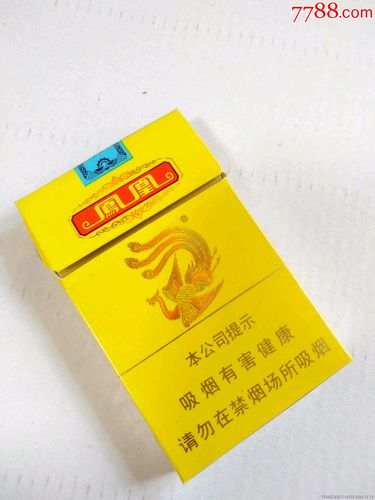 7788.com
鳳凰
®
本公司提示
吸烟有害健康
请勿在禁烟场所吸烟